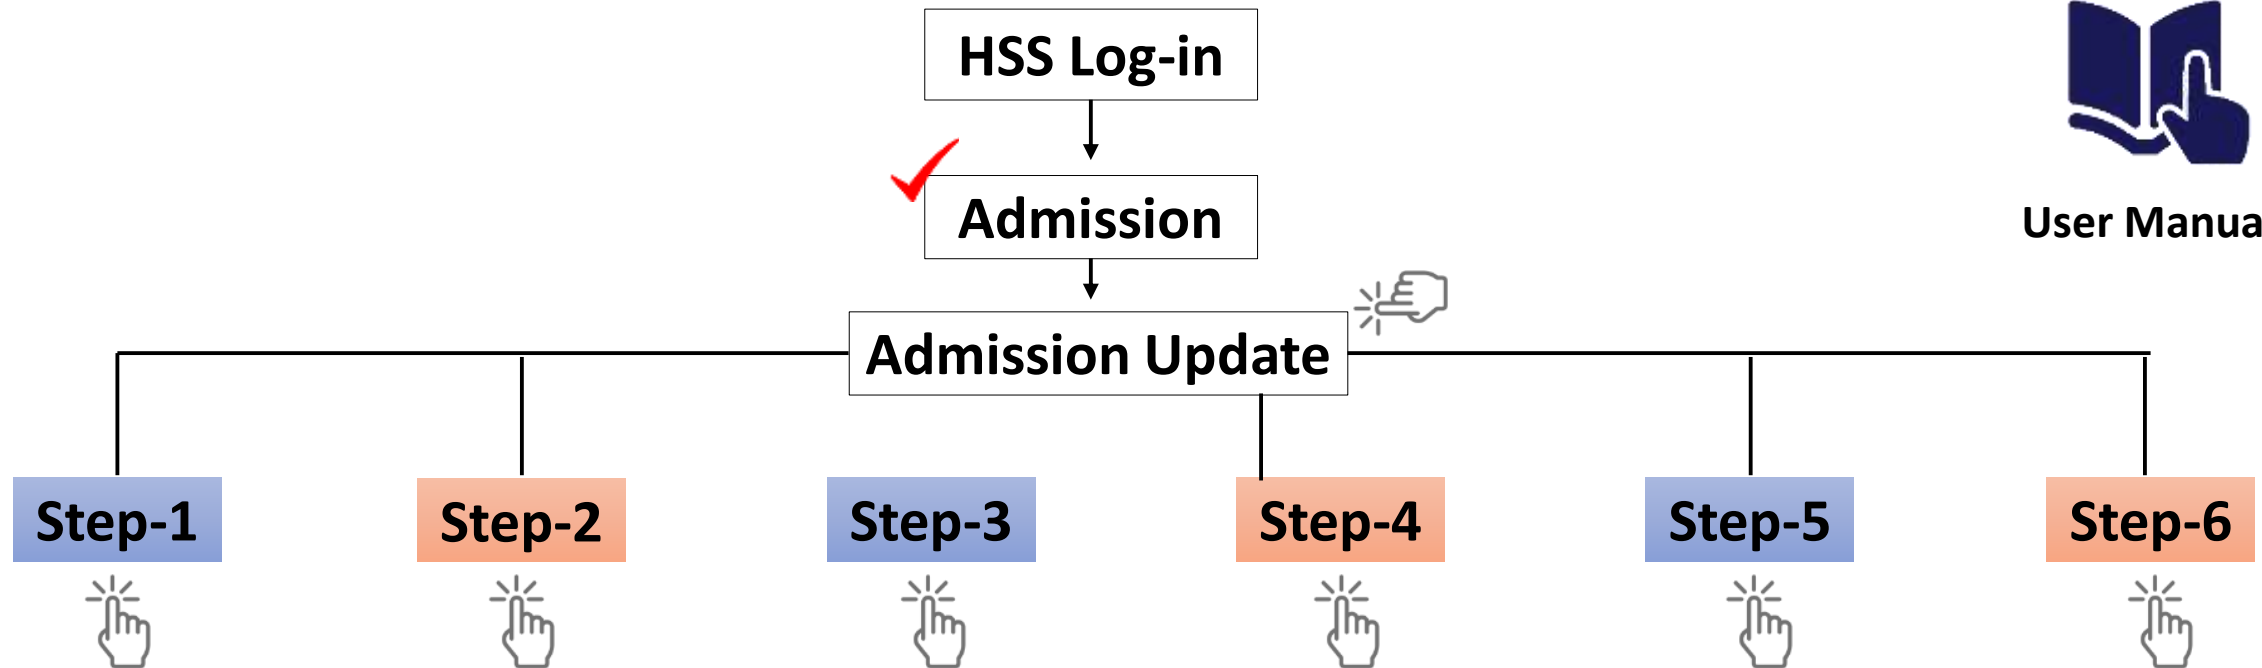 HSS Log-in
Admission
User Manua
Admission Update
Step-1
Step-2
Step-3
Step-4
Step-5
Step-6